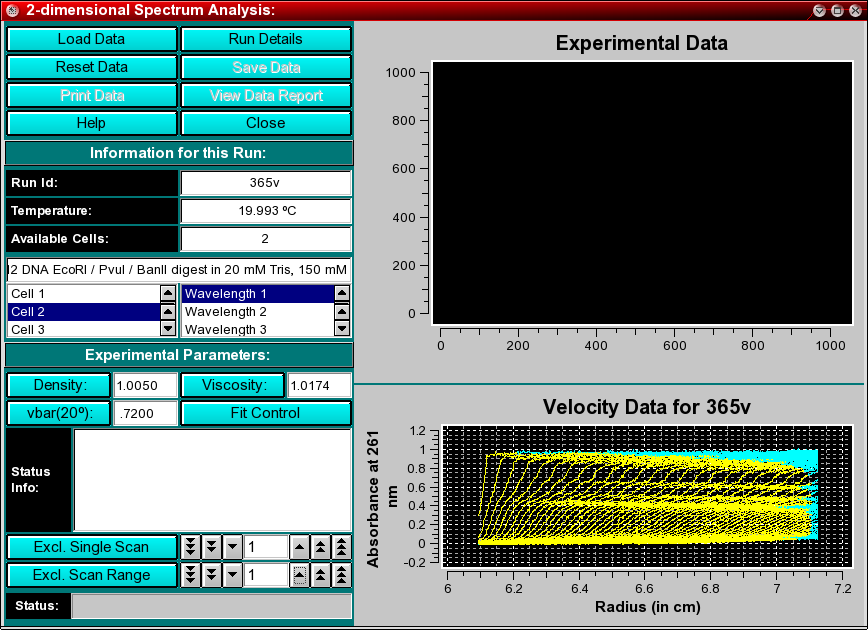 2-dimensional Spectrum Analysis:
Load Data Run Details
Reset Data Save Data
Print Data View Data Report
Help Close
Information for this Run:
Run Id: 365v
Temperature: 19.993 ºC
Available Cells: 2
I2 DNA EcoRI / PvuI / BanII digest in 20 mM Tris, 150 mM
Cell 1 Wavelength 1
Cell 2 Wavelength 2
Cell 3 Wavelength 3
Experimental Parameters:
Density: 1.0050 Viscosity: 1.0174
vbar(20º): .7200 Fit Control
Status
Info:
Excl. Single Scan 1
Excl. Scan Range 1
Status:
Experimental Data
1000
800
600
400
200
0
0 200 400 600 800 1000
Velocity Data for 365v
Absorbance at 261
nm
1.2
1
0.8
0.6
0.4
0.2
0
-0.2
6 6.2 6.4 6.6 6.8 7 7.2
Radius (in cm)